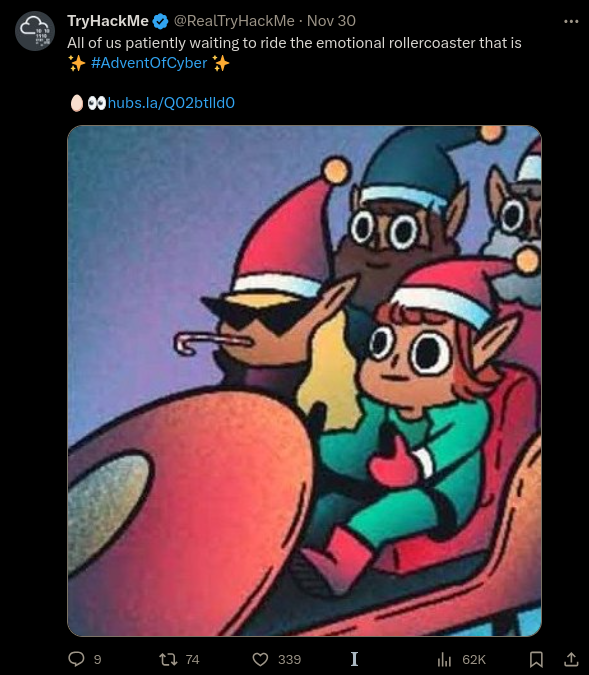 TryHackMe @RealTryHackMe · Nov 30
All of us patiently waiting to ride the emotional rollercoaster that is
✨ #AdventOfCyber ✨
🥚👀hubs.la/Q02btlld0
9 74 339 62K